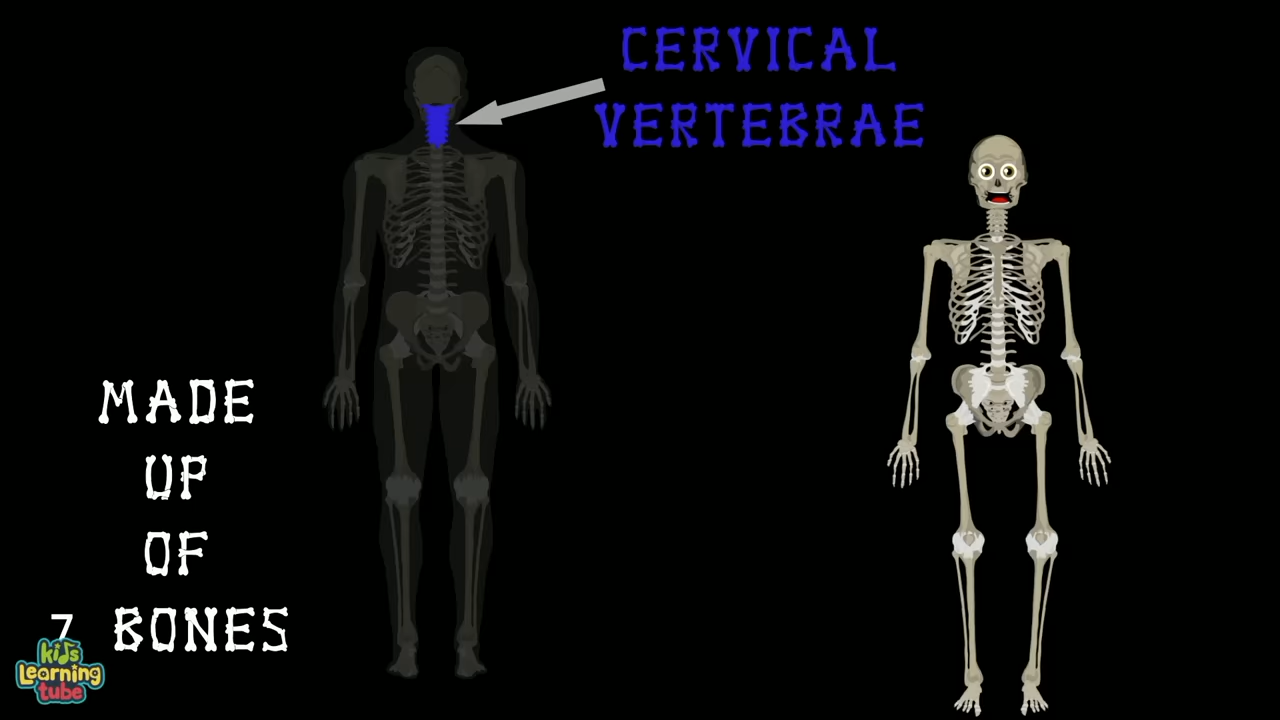 CERVICAL
VERTEBRAE
MADE
UP
OF
7 BONES
kids
Learning
tube